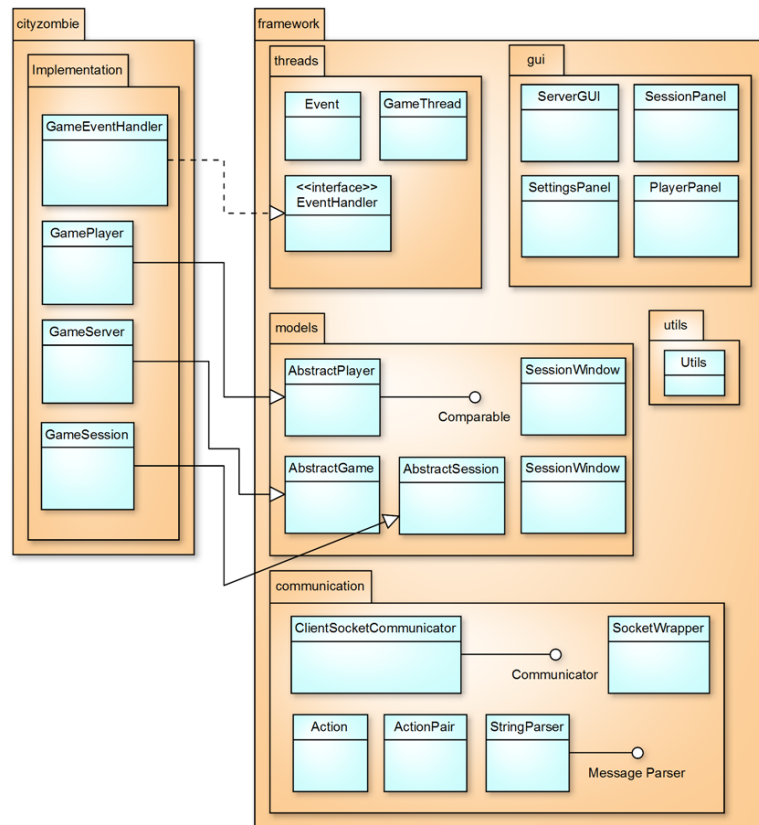 cityzombie
Implementation
GameEventHandler
GamePlayer
GameServer
GameSession
framework
threads
Event
GameThread
<<interface>>
EventHandler
gui
ServerGUI
SessionPanel
SettingsPanel
PlayerPanel
models
AbstractPlayer
Comparable
SessionWindow
AbstractGame
AbstractSession
SessionWindow
utils
Utils
communication
ClientSocketCommunicator
Communicator
SocketWrapper
Action
ActionPair
StringParser
Message Parser